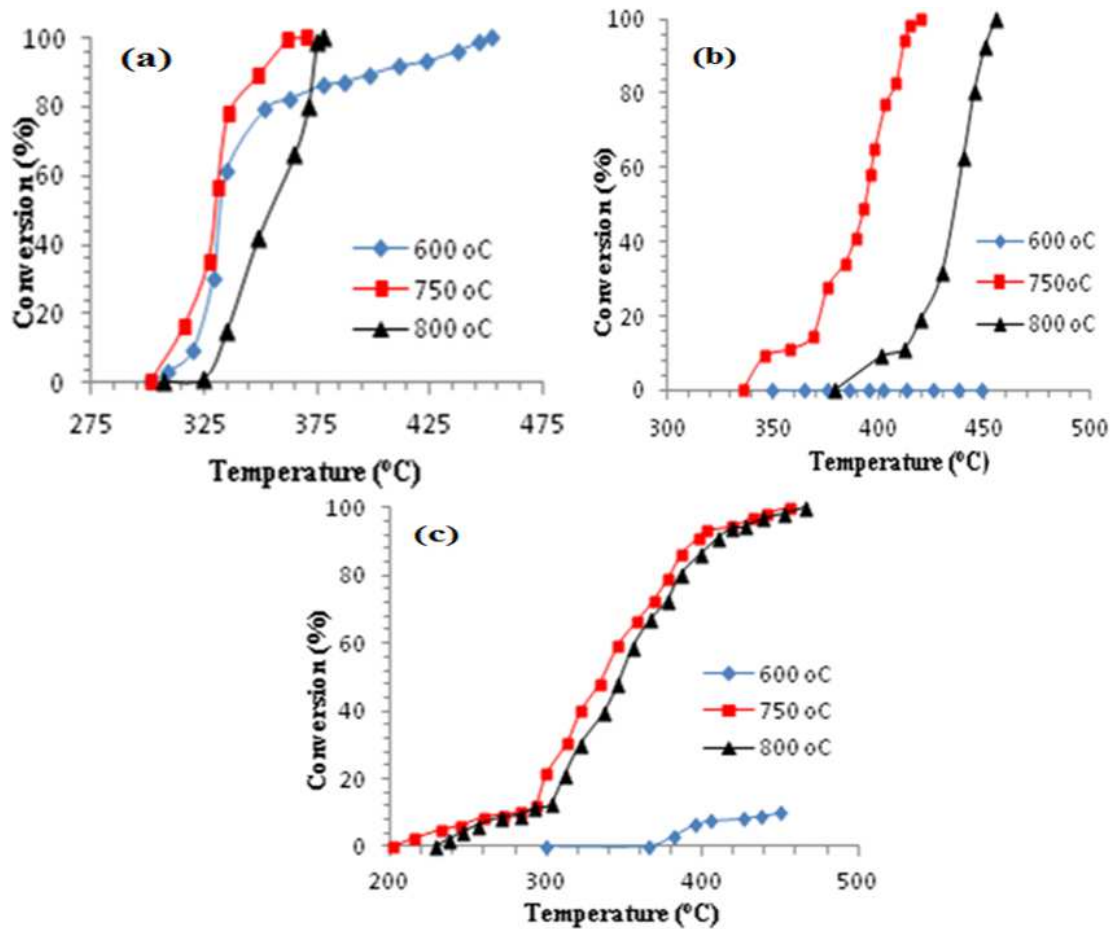 (a)
Conversion (%)
100
80
60
40
20
0
275 325 375 425 475
Temperature (°C)
600 oC
750 oC
800 oC
(b)
Conversion (%)
100
80
60
40
20
0
300 350 400 450 500
Temperature (°C)
600 oC
750oC
800 oC
(c)
Conversion (%)
100
80
60
40
20
0
200 300 400 500
Temperature (°C)
600 oC
750 oC
800 oC